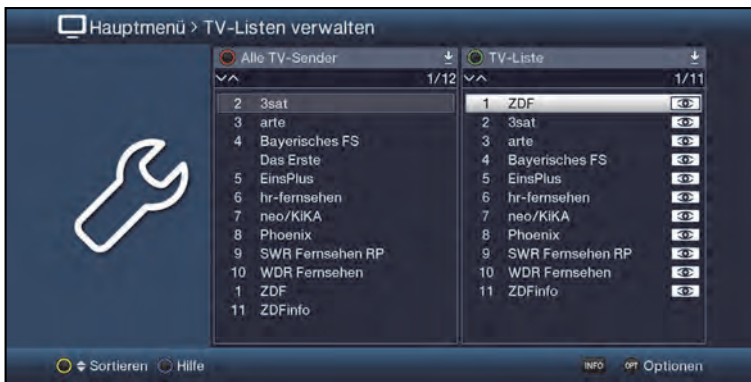 Hauptmenü > TV-Listen verwalten
Alle TV-Sender
1/12
2 3sat
3 arte
4 Bayerisches FS
Das Erste
5 EinsPlus
6 hr-fernsehen
7 neo/KiKA
8 Phoenix
9 SWR Fernsehen RP
10 WDR Fernsehen
1 ZDF
11 ZDFinfo
TV-Liste
1/11
1 ZDF
2 3sat
3 arte
4 Bayerisches FS
5 EinsPlus
6 hr-fernsehen
7 neo/KiKA
8 Phoenix
9 SWR Fernsehen RP
10 WDR Fernsehen
11 ZDFinfo
Sortieren Hilfe
INFO OPT Optionen